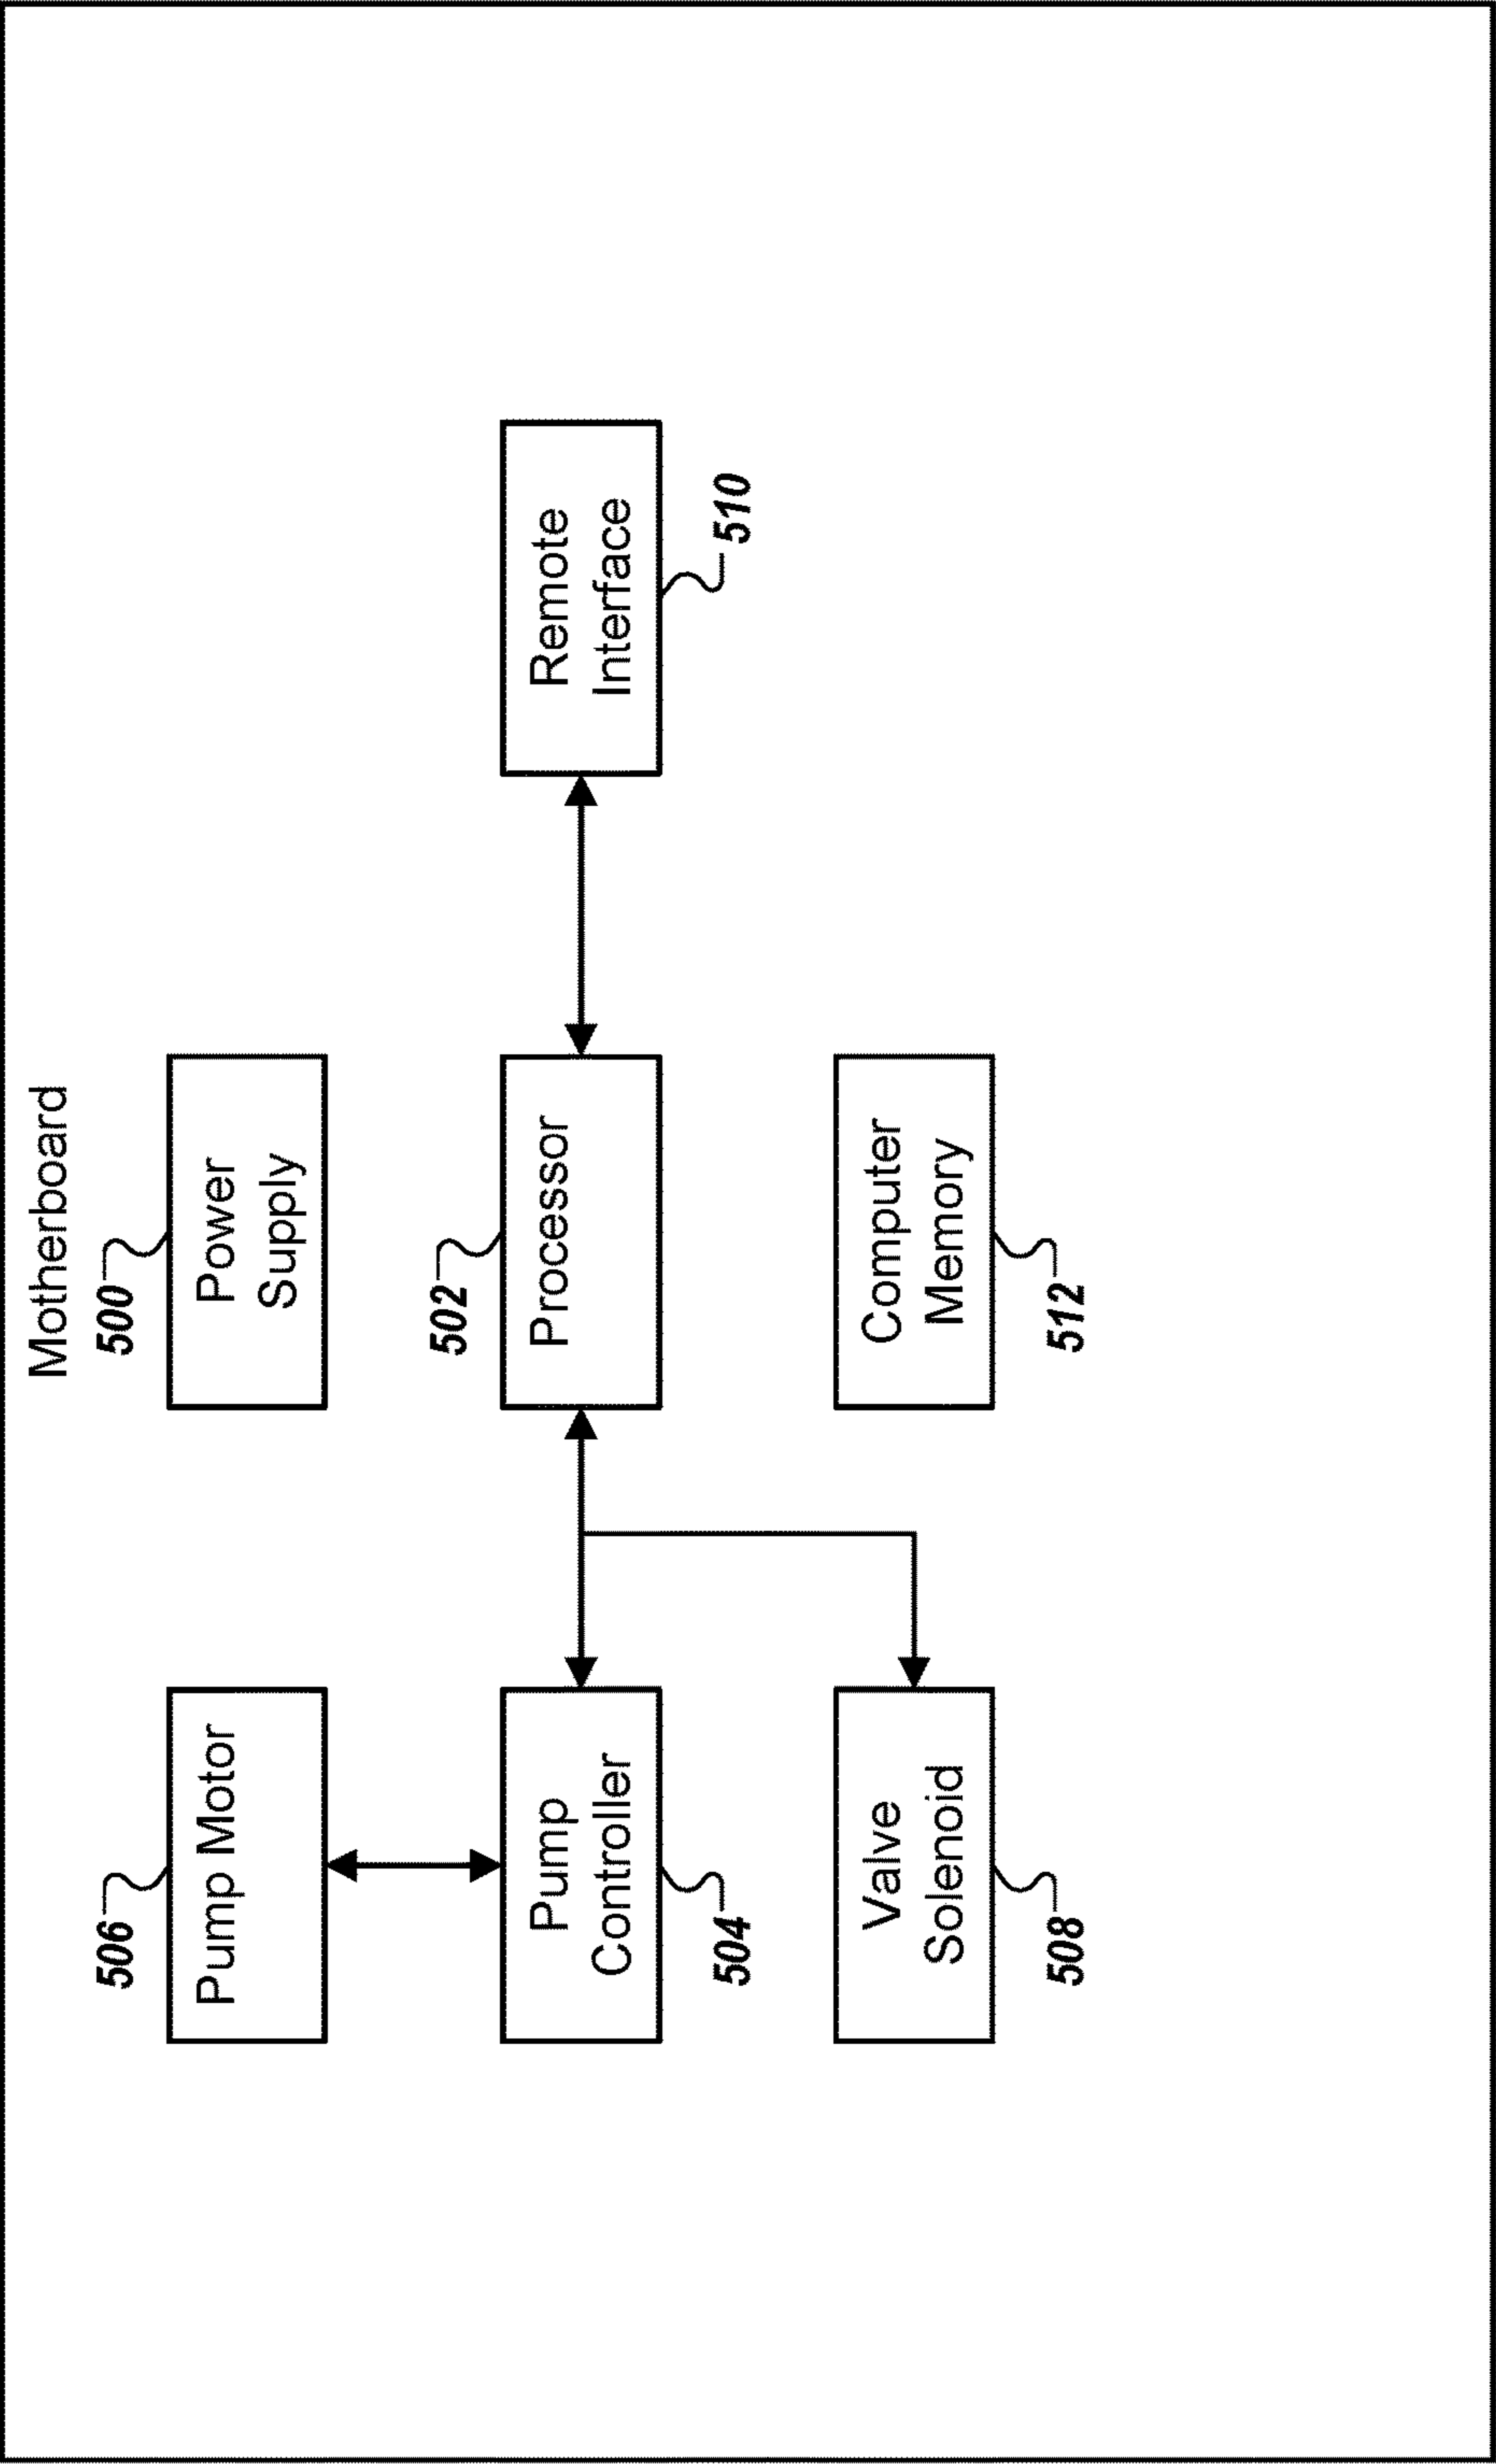 Motherboard
506
Pump Motor
500
Power
Supply
502
Processor
Pump
Controller
504
Remote
Interface
510
Valve
Solenoid
508
Computer
Memory
512